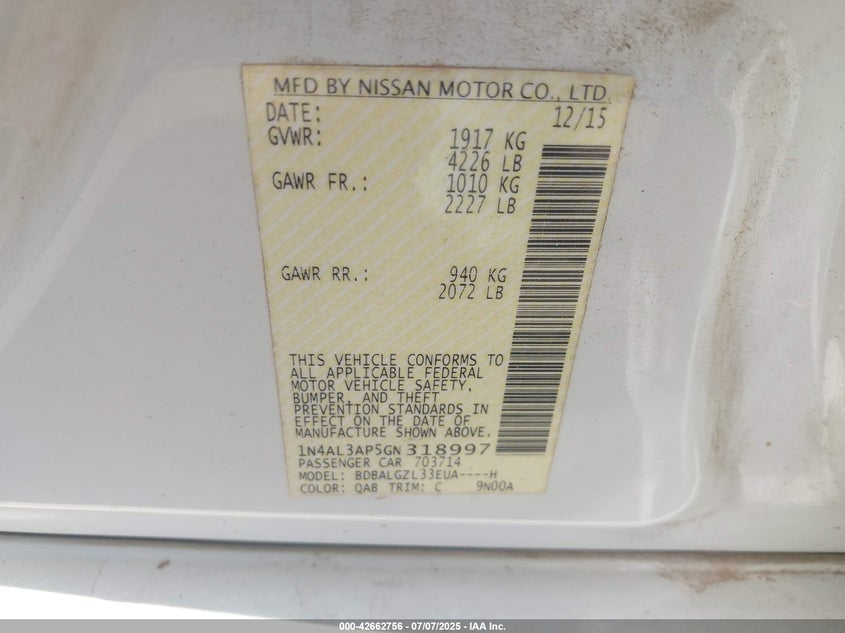 MFD BY NISSAN MOTOR CO., LTD.
DATE: 12/15
GVWR: 1917 KG
4226 LB
GAWR FR.: 1010 KG
2227 LB
GAWR RR.: 940 KG
2072 LB
THIS VEHICLE CONFORMS TO
ALL APPLICABLE FEDERAL
MOTOR VEHICLE SAFETY,
BUMPER, AND THEFT
PREVENTION STANDARDS IN
EFFECT ON THE DATE OF
MANUFACTURE SHOWN ABOVE.
1N4AL3AP5GN318997
PASSENGER CAR 703714
MODEL: BDBALGZL33EUA----H
COLOR: QAB TRIM: C 9N00A
000-42662756 - 07/07/2025 - IAA Inc.